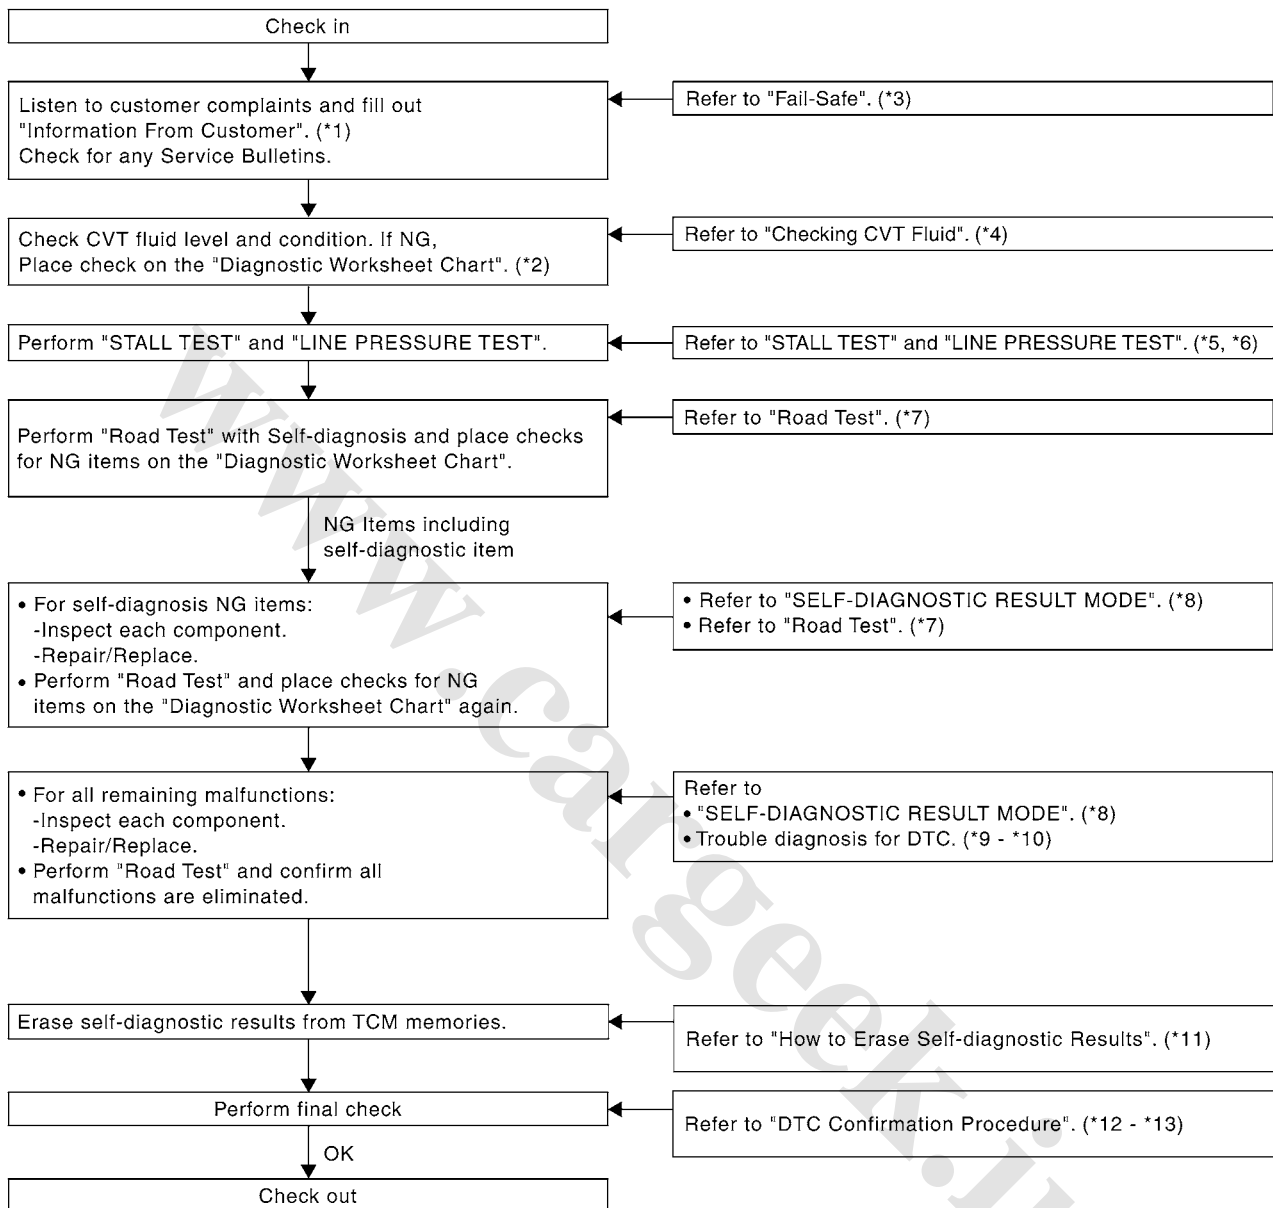 Check in
Listen to customer complaints and fill out
"Information From Customer". (*1)
Check for any Service Bulletins.
Refer to "Fail-Safe". (*3)
Check CVT fluid level and condition. If NG,
Place check on the "Diagnostic Worksheet Chart". (*2)
Refer to "Checking CVT Fluid". (*4)
Perform "STALL TEST" and "LINE PRESSURE TEST".
Refer to "STALL TEST" and "LINE PRESSURE TEST". (*5, *6)
Perform "Road Test" with Self-diagnosis and place checks
for NG items on the "Diagnostic Worksheet Chart".
Refer to "Road Test". (*7)
NG Items including
self-diagnostic item
• For self-diagnosis NG items:
-Inspect each component.
-Repair/Replace.
• Perform "Road Test" and place checks for NG
items on the "Diagnostic Worksheet Chart" again.
• Refer to "SELF-DIAGNOSTIC RESULT MODE". (*8)
• Refer to "Road Test". (*7)
• For all remaining malfunctions:
-Inspect each component.
-Repair/Replace.
• Perform "Road Test" and confirm all
malfunctions are eliminated.
Refer to
• "SELF-DIAGNOSTIC RESULT MODE". (*8)
• Trouble diagnosis for DTC. (*9 - *10)
Erase self-diagnostic results from TCM memories.
Refer to "How to Erase Self-diagnostic Results". (*11)
Perform final check
Refer to "DTC Confirmation Procedure". (*12 - *13)
OK
Check out